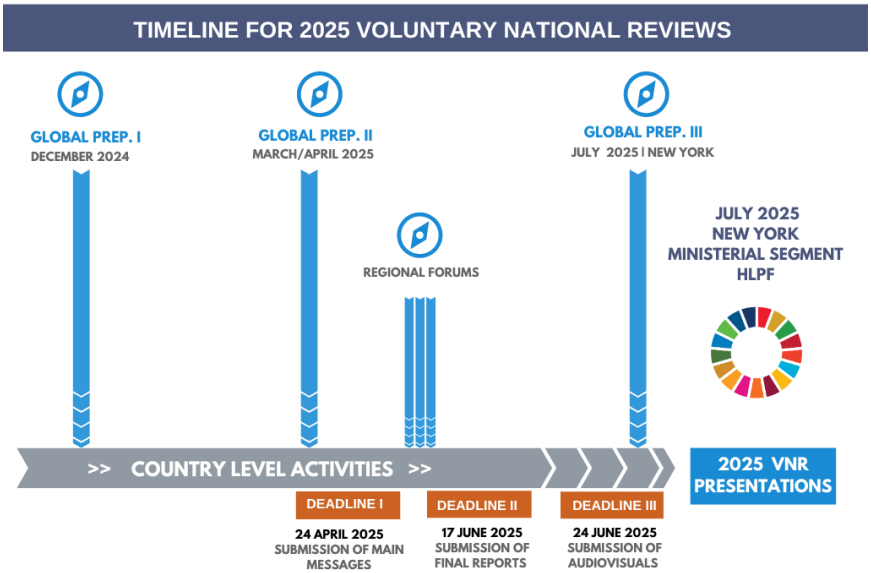 TIMELINE FOR 2025 VOLUNTARY NATIONAL REVIEWS
GLOBAL PREP. I
DECEMBER 2024
GLOBAL PREP. II
MARCH/APRIL 2025
GLOBAL PREP. III
JULY 2025 | NEW YORK
REGIONAL FORUMS
JULY 2025
NEW YORK
MINISTERIAL SEGMENT
HLPF
>> COUNTRY LEVEL ACTIVITIES >>
2025 VNR
PRESENTATIONS
DEADLINE I
24 APRIL 2025
SUBMISSION OF MAIN
MESSAGES
DEADLINE II
17 JUNE 2025
SUBMISSION OF
FINAL REPORTS
DEADLINE III
24 JUNE 2025
SUBMISSION OF
AUDIOVISUALS